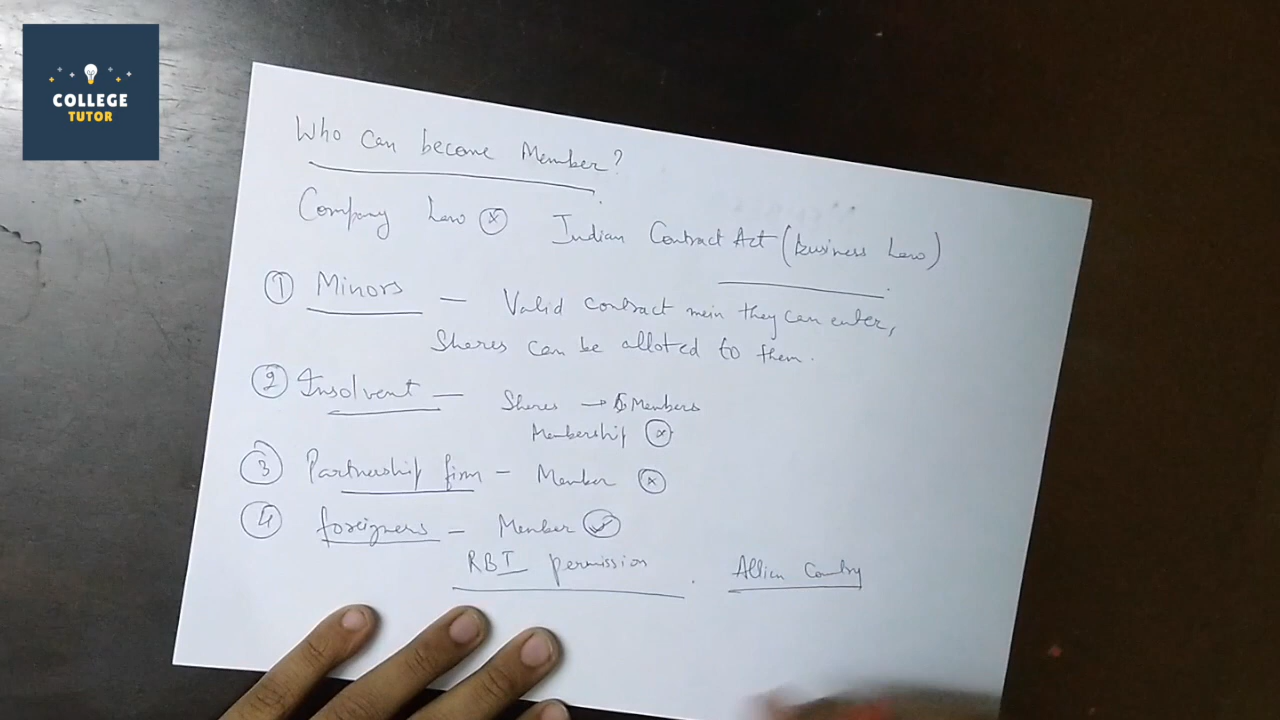 COLLEGE
TUTOR
Who can become Member?
Company Law ⓧ Indian Contract Act (business Law)
① Minors — Valid contract mein they can enter,
Shares can be alloted to them.
② Insolvent — Shares → Members
Membership ⓧ
③ Partnership firm — Member ⓧ
④ foreigners — Member ✓
RBI permission. Allien Country